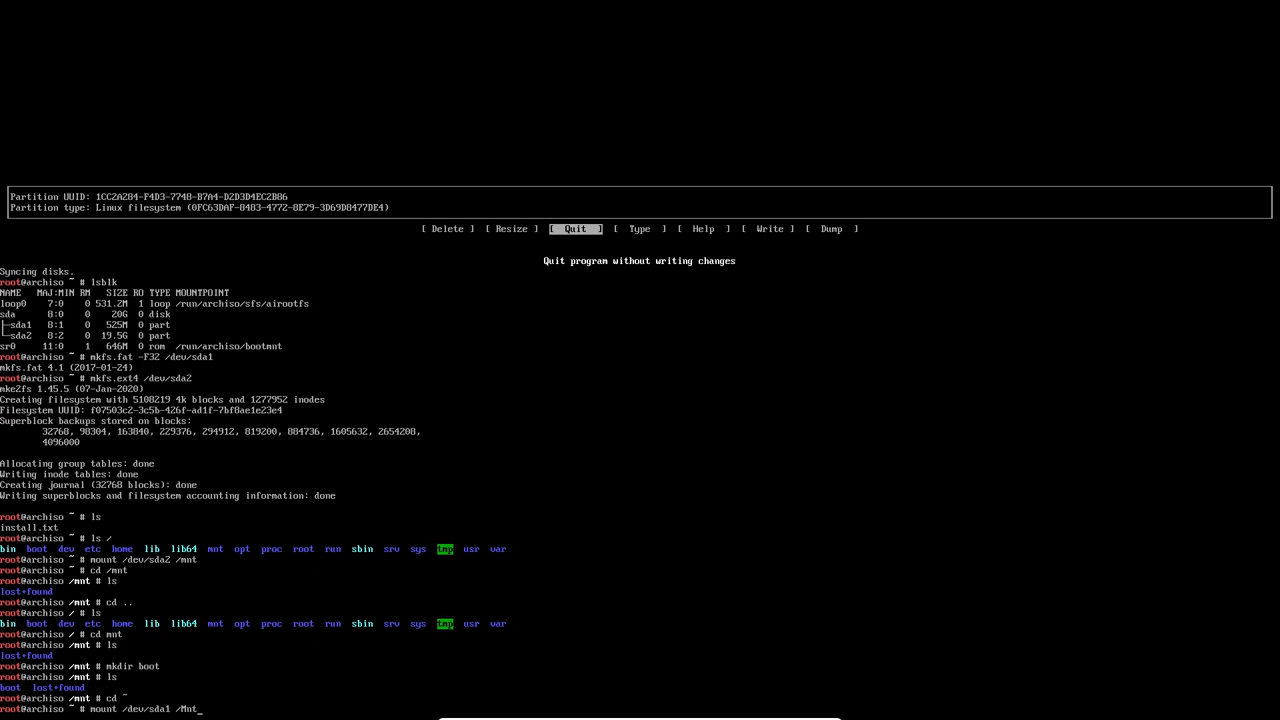 Partition UUID: 1CC2A284-F4D3-7748-B7A4-D2D3D4EC2B86
Partition type: Linux filesystem (0FC63DAF-8483-4772-8E79-3D69D8477DE4)
[ Delete ] [ Resize ] [ Quit ] [ Type ] [ Help ] [ Write ] [ Dump ]
Quit program without writing changes
Syncing disks.
root@archiso ~ # lsblk
NAME MAJ:MIN RM SIZE RO TYPE MOUNTPOINT
loop0 7:0 0 531.2M 1 loop /run/archiso/sfs/airootfs
sda 8:0 0 20G 0 disk
├─sda1 8:1 0 525M 0 part
└─sda2 8:2 0 19.5G 0 part
sr0 11:0 1 646M 0 rom /run/archiso/bootmnt
root@archiso ~ # mkfs.fat -F32 /dev/sda1
mkfs.fat 4.1 (2017-01-24)
root@archiso ~ # mkfs.ext4 /dev/sda2
mke2fs 1.45.5 (07-Jan-2020)
Creating filesystem with 5108219 4k blocks and 1277952 inodes
Filesystem UUID: f07503c2-3c5b-426f-ad1f-7bf8ae1e23e4
Superblock backups stored on blocks:
32768, 98304, 163840, 229376, 294912, 819200, 884736, 1605632, 2654208,
4096000
Allocating group tables: done
Writing inode tables: done
Creating journal (32768 blocks): done
Writing superblocks and filesystem accounting information: done
root@archiso ~ # ls
install.txt
root@archiso ~ # ls /
bin boot dev etc home lib lib64 mnt opt proc root run sbin srv sys tmp usr var
root@archiso ~ # mount /dev/sda2 /mnt
root@archiso ~ # cd /mnt
root@archiso /mnt # ls
lost+found
root@archiso /mnt # cd ..
root@archiso / # ls
bin boot dev etc home lib lib64 mnt opt proc root run sbin srv sys tmp usr var
root@archiso / # cd mnt
root@archiso /mnt # ls
lost+found
root@archiso /mnt # mkdir boot
root@archiso /mnt # ls
boot lost+found
root@archiso /mnt # cd ~
root@archiso ~ # mount /dev/sda1 /Mnt_